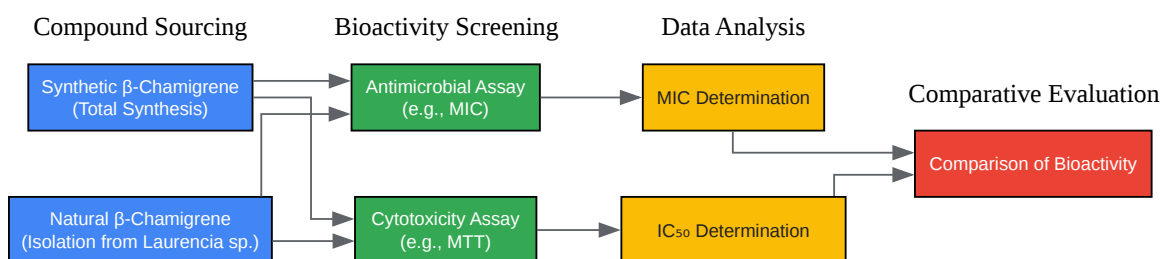 Compound Sourcing
Bioactivity Screening
Data Analysis
Comparative Evaluation
Synthetic β-Chamigrene
(Total Synthesis)
Antimicrobial Assay
(e.g., MIC)
MIC Determination
Comparison of Bioactivity
Natural β-Chamigrene
(Isolation from Laurencia sp.)
Cytotoxicity Assay
(e.g., MTT)
IC₅₀ Determination